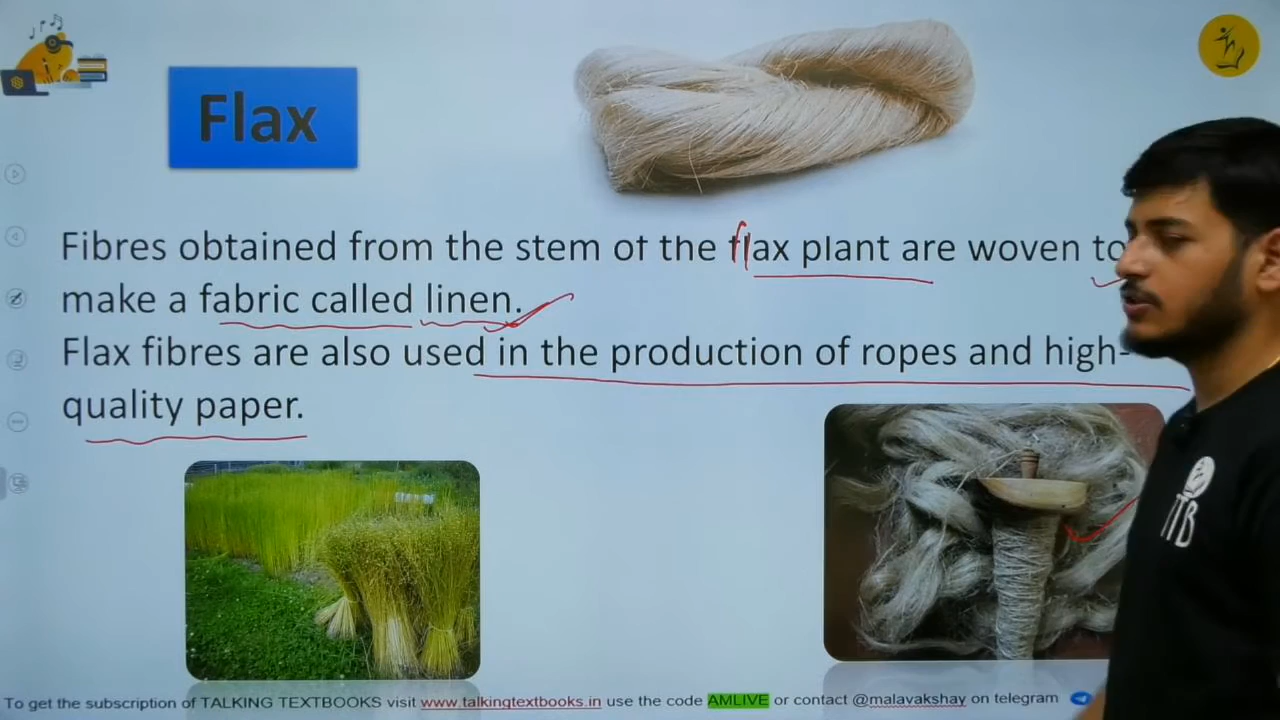 Flax
Fibres obtained from the stem of the flax plant are woven to
make a fabric called linen.
Flax fibres are also used in the production of ropes and high-
quality paper.
ITB
To get the subscription of TALKING TEXTBOOKS visit www.talkingtextbooks.in use the code AMLIVE or contact @malavakshay on telegram